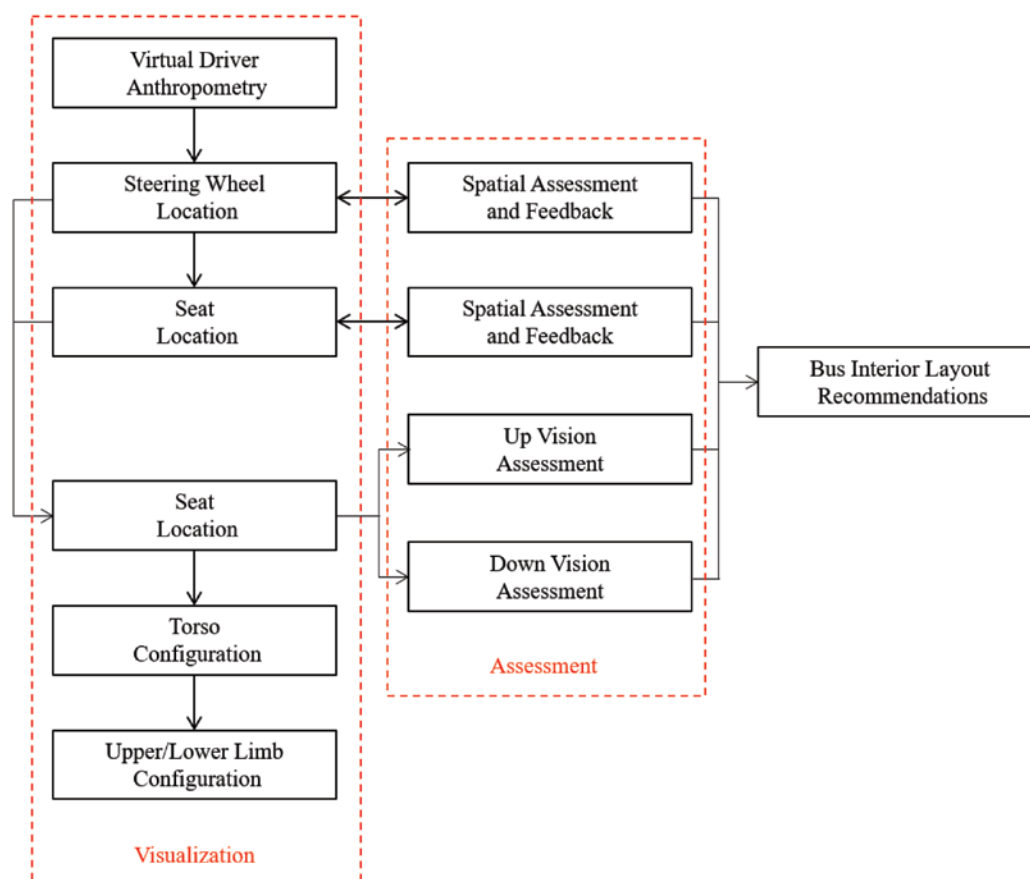 Virtual Driver
Anthropometry
Steering Wheel
Location
Seat
Location
Seat
Location
Torso
Configuration
Upper/Lower Limb
Configuration
Visualization
Spatial Assessment
and Feedback
Spatial Assessment
and Feedback
Up Vision
Assessment
Down Vision
Assessment
Assessment
Bus Interior Layout
Recommendations